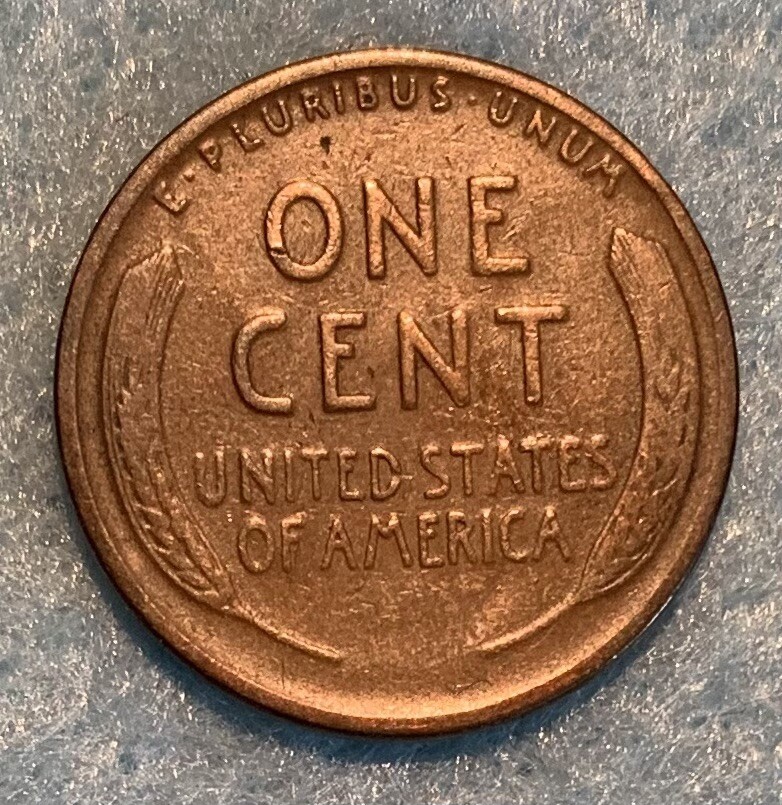 E · PLURIBUS · UNUM
ONE
CENT
UNITED STATES
OF AMERICA